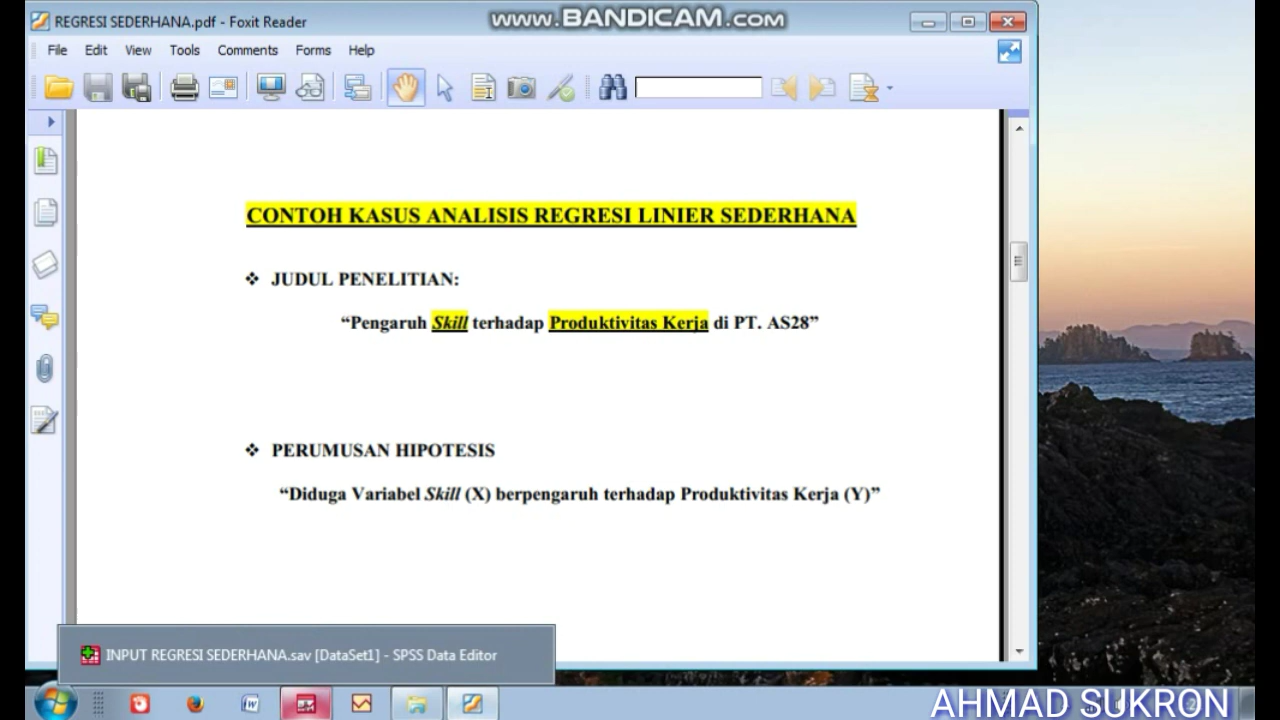 REGRESI SEDERHANA.pdf - Foxit Reader
www.BANDICAM.com
File Edit View Tools Comments Forms Help
CONTOH KASUS ANALISIS REGRESI LINIER SEDERHANA
❖ JUDUL PENELITIAN:
“Pengaruh Skill terhadap Produktivitas Kerja di PT. AS28”
❖ PERUMUSAN HIPOTESIS
“Diduga Variabel Skill (X) berpengaruh terhadap Produktivitas Kerja (Y)”
INPUT REGRESI SEDERHANA.sav [DataSet1] - SPSS Data Editor
AHMAD SUKRON